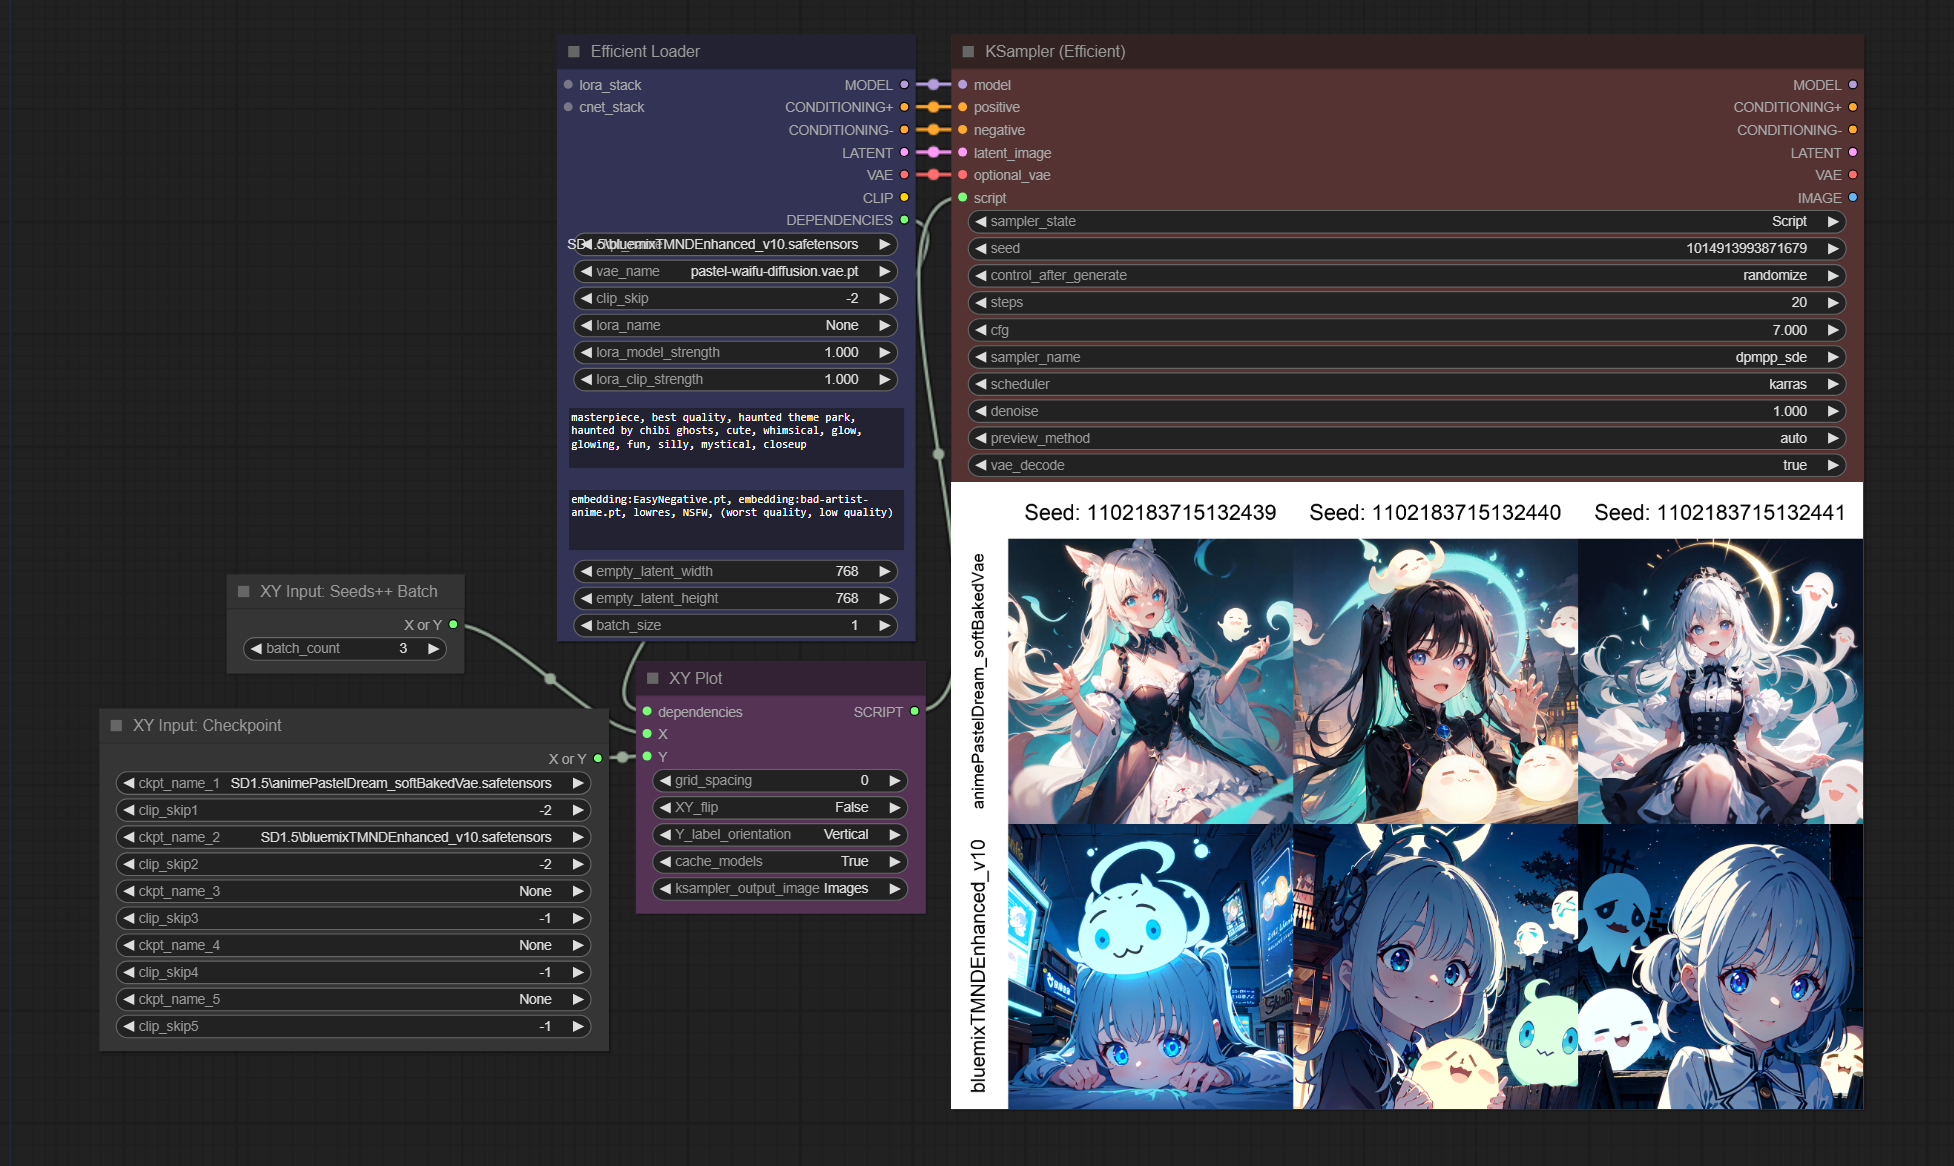 Efficient Loader
lora_stack MODEL
cnet_stack CONDITIONING+
CONDITIONING-
LATENT
VAE
CLIP
DEPENDENCIES
SD1.5\bluemixTMNDEnhanced_v10.safetensors
vae_name pastel-waifu-diffusion.vae.pt
clip_skip -2
lora_name None
lora_model_strength 1.000
lora_clip_strength 1.000
masterpiece, best quality, haunted theme park,
haunted by chibi ghosts, cute, whimsical, glow,
glowing, fun, silly, mystical, closeup
embedding:EasyNegative.pt, embedding:bad-artist-
anime.pt, lowres, NSFW, (worst quality, low quality)
empty_latent_width 768
empty_latent_height 768
batch_size 1
KSampler (Efficient)
model MODEL
positive CONDITIONING+
negative CONDITIONING-
latent_image LATENT
optional_vae VAE
script IMAGE
sampler_state Script
seed 1014913993871679
control_after_generate randomize
steps 20
cfg 7.000
sampler_name dpmpp_sde
scheduler karras
denoise 1.000
preview_method auto
vae_decode true
Seed: 1102183715132439 Seed: 1102183715132440 Seed: 1102183715132441
animePastelDream_softBakedVae
bluemixTMNDEnhanced_v10
XY Input: Seeds++ Batch
X or Y
batch_count 3
XY Input: Checkpoint
X or Y
ckpt_name_1 SD1.5\animePastelDream_softBakedVae.safetensors
clip_skip1 -2
ckpt_name_2 SD1.5\bluemixTMNDEnhanced_v10.safetensors
clip_skip2 -2
ckpt_name_3 None
clip_skip3 -1
ckpt_name_4 None
clip_skip4 -1
ckpt_name_5 None
clip_skip5 -1
XY Plot
dependencies SCRIPT
X
Y
grid_spacing 0
XY_flip False
Y_label_orientation Vertical
cache_models True
ksampler_output_image Images